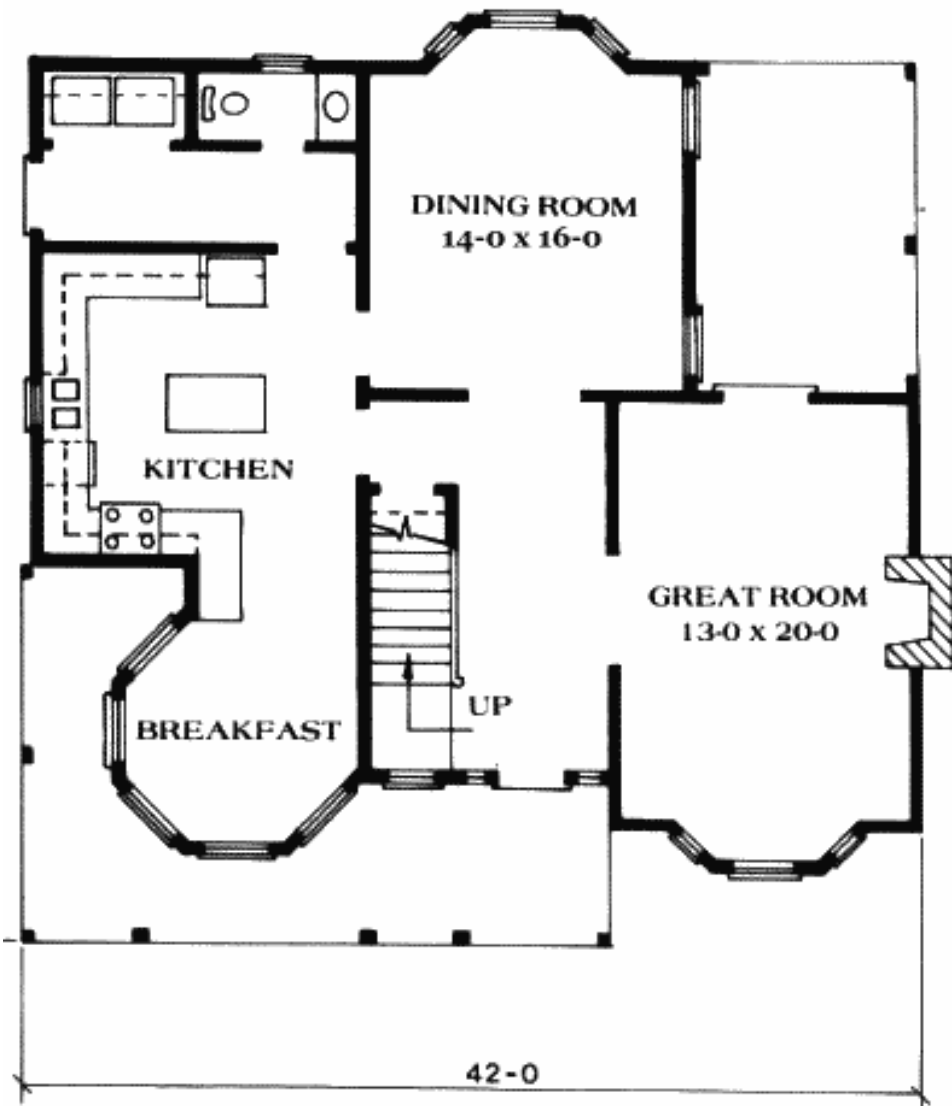 DINING ROOM
14-0 x 16-0
KITCHEN
GREAT ROOM
13-0 x 20-0
UP
BREAKFAST
42-0